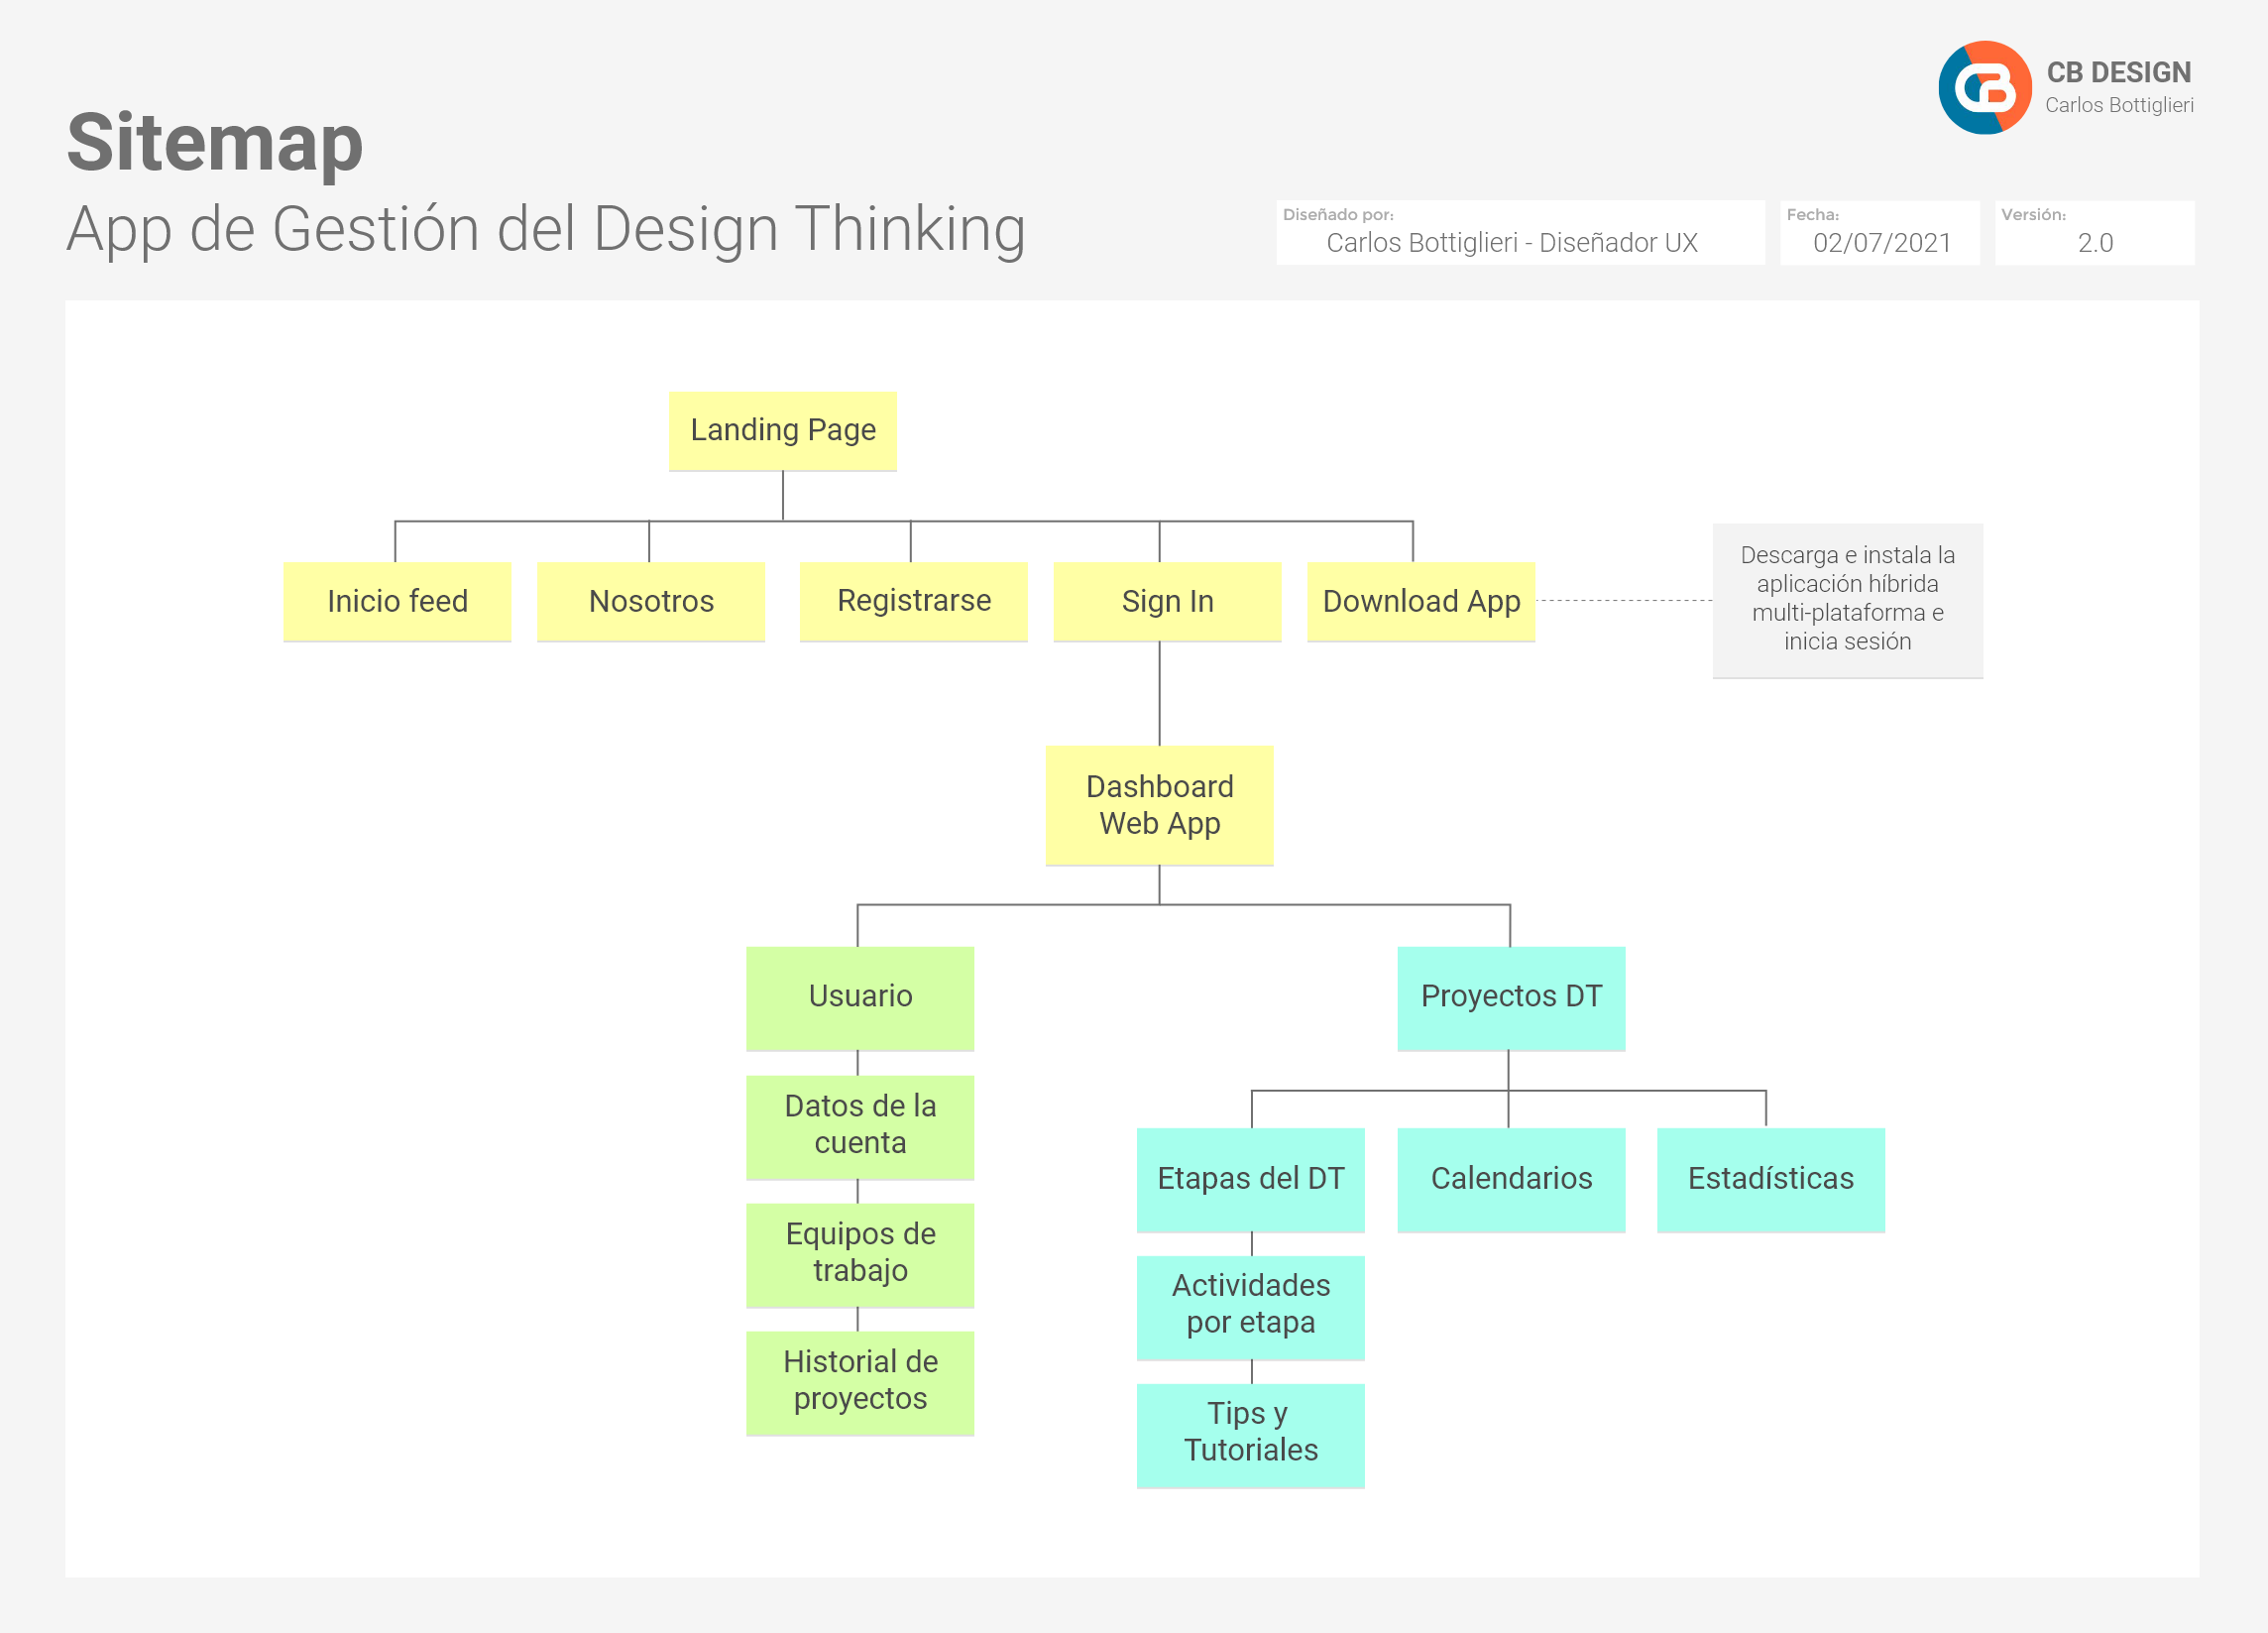 CB DESIGN
Carlos Bottiglieri
Sitemap
App de Gestión del Design Thinking
Diseñado por:
Carlos Bottiglieri - Diseñador UX
Fecha:
02/07/2021
Versión:
2.0
Landing Page
Inicio feed
Nosotros
Registrarse
Sign In
Download App
Descarga e instala la
aplicación híbrida
multi-plataforma e
inicia sesión
Dashboard
Web App
Usuario
Proyectos DT
Datos de la
cuenta
Equipos de
trabajo
Historial de
proyectos
Etapas del DT
Calendarios
Estadísticas
Actividades
por etapa
Tips y
Tutoriales